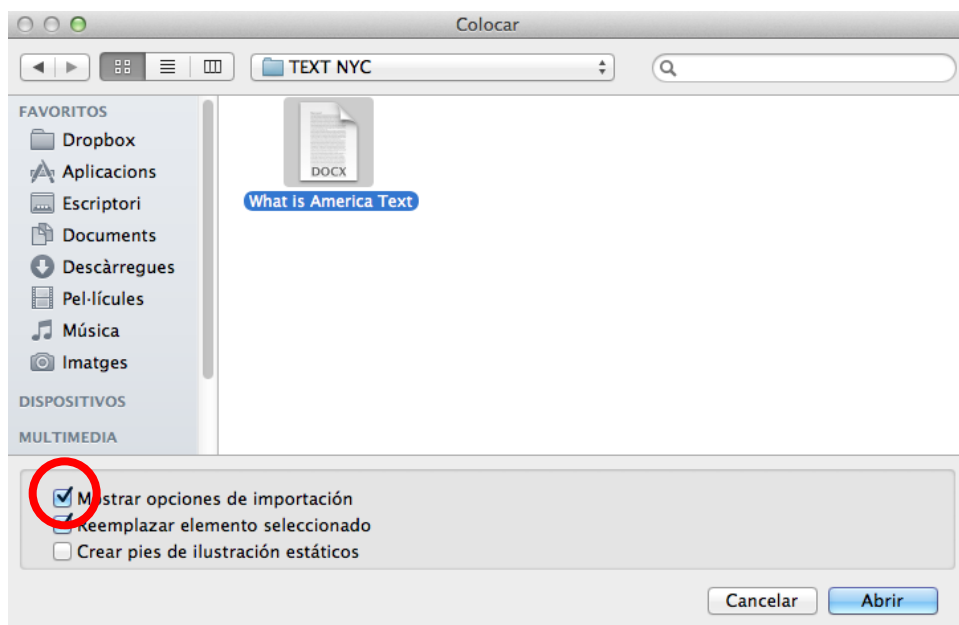 Colocar
TEXT NYC
FAVORITOS
Dropbox
Aplicacions
Escriptori
Documents
Descàrregues
Pel·lícules
Música
Imatges
DISPOSITIVOS
MULTIMEDIA
DOCX
What is America Text
Mostrar opciones de importación
Reemplazar elemento seleccionado
Crear pies de ilustración estáticos
Cancelar
Abrir